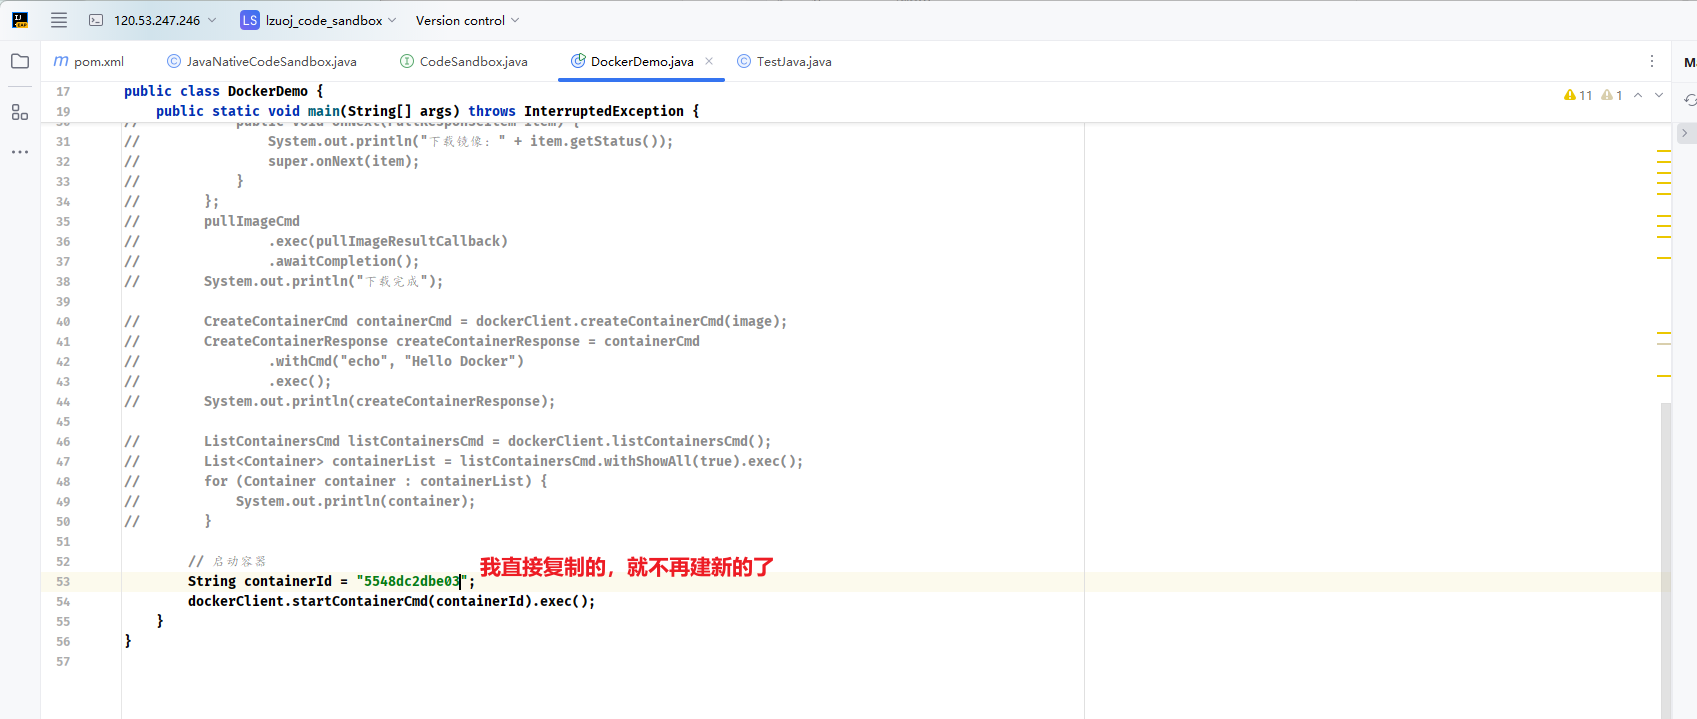 120.53.247.246 LS lzuoj_code_sandbox Version control
m pom.xml JavaNativeCodeSandbox.java CodeSandbox.java DockerDemo.java TestJava.java
17 public class DockerDemo { 11 1
19 public static void main(String[] args) throws InterruptedException {
30 // public void onNext(PullResponseItem item) {
31 // System.out.println("下载镜像：" + item.getStatus());
32 // super.onNext(item);
33 // }
34 // };
35 // pullImageCmd
36 // .exec(pullImageResultCallback)
37 // .awaitCompletion();
38 // System.out.println("下载完成");
39
40 // CreateContainerCmd containerCmd = dockerClient.createContainerCmd(image);
41 // CreateContainerResponse createContainerResponse = containerCmd
42 // .withCmd("echo", "Hello Docker")
43 // .exec();
44 // System.out.println(createContainerResponse);
45
46 // ListContainersCmd listContainersCmd = dockerClient.listContainersCmd();
47 // List<Container> containerList = listContainersCmd.withShowAll(true).exec();
48 // for (Container container : containerList) {
49 // System.out.println(container);
50 // }
51
52 // 启动容器
我直接复制的，就不再建新的了
53 String containerId = "5548dc2dbe03";
54 dockerClient.startContainerCmd(containerId).exec();
55 }
56 }
57